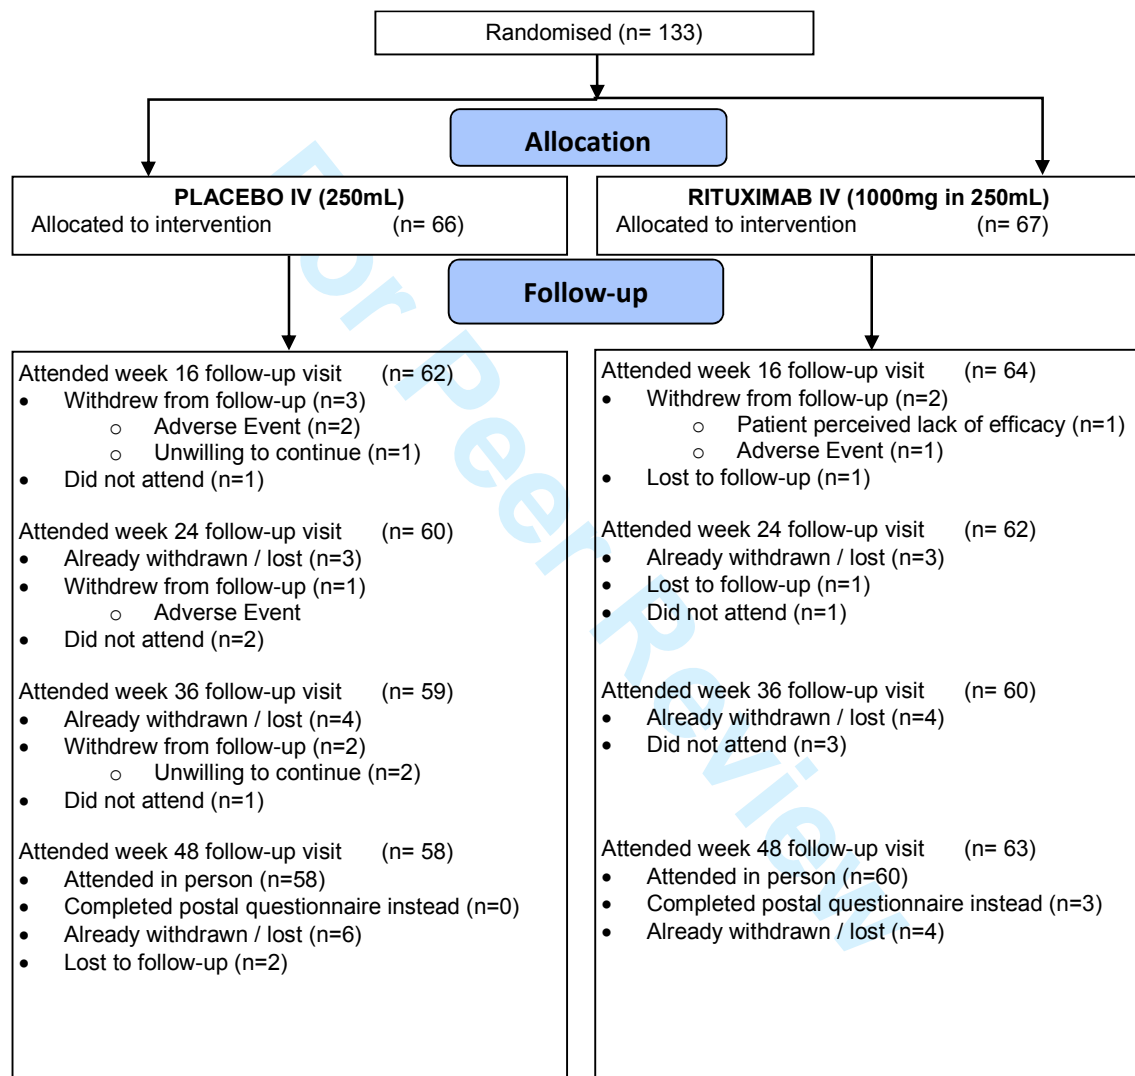 Randomised (n= 133)
Allocation
PLACEBO IV (250mL)
Allocated to intervention (n= 66)
RITUXIMAB IV (1000mg in 250mL)
Allocated to intervention (n= 67)
Follow-up
Attended week 16 follow-up visit (n= 62)
• Withdrew from follow-up (n=3)
o Adverse Event (n=2)
o Unwilling to continue (n=1)
• Did not attend (n=1)
Attended week 24 follow-up visit (n= 60)
• Already withdrawn / lost (n=3)
• Withdrew from follow-up (n=1)
o Adverse Event
• Did not attend (n=2)
Attended week 36 follow-up visit (n= 59)
• Already withdrawn / lost (n=4)
• Withdrew from follow-up (n=2)
o Unwilling to continue (n=2)
• Did not attend (n=1)
Attended week 48 follow-up visit (n= 58)
• Attended in person (n=58)
• Completed postal questionnaire instead (n=0)
• Already withdrawn / lost (n=6)
• Lost to follow-up (n=2)
Attended week 16 follow-up visit (n= 64)
• Withdrew from follow-up (n=2)
o Patient perceived lack of efficacy (n=1)
o Adverse Event (n=1)
• Lost to follow-up (n=1)
Attended week 24 follow-up visit (n= 62)
• Already withdrawn / lost (n=3)
• Lost to follow-up (n=1)
• Did not attend (n=1)
Attended week 36 follow-up visit (n= 60)
• Already withdrawn / lost (n=4)
• Did not attend (n=3)
Attended week 48 follow-up visit (n= 63)
• Attended in person (n=60)
• Completed postal questionnaire instead (n=3)
• Already withdrawn / lost (n=4)
For Peer Review